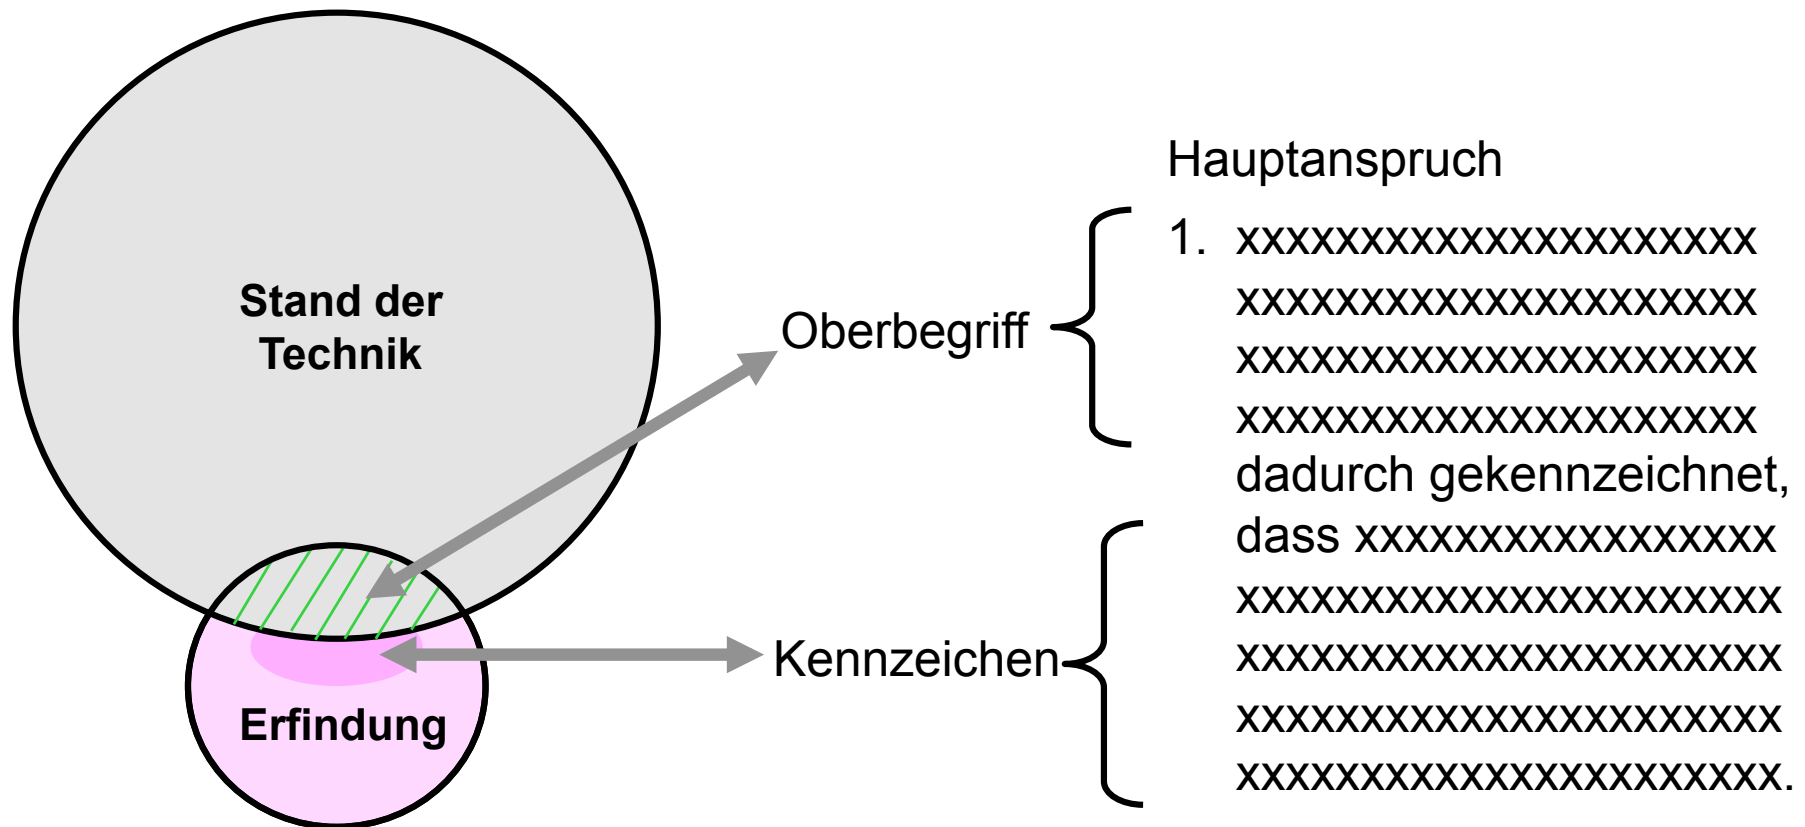 Stand der
Technik
Erfindung
Oberbegriff
Kennzeichen
Hauptanspruch
1. xxxxxxxxxxxxxxxxxxxxx
xxxxxxxxxxxxxxxxxxxxx
xxxxxxxxxxxxxxxxxxxxx
xxxxxxxxxxxxxxxxxxxxx
dadurch gekennzeichnet,
dass xxxxxxxxxxxxxxxxx
xxxxxxxxxxxxxxxxxxxxxx
xxxxxxxxxxxxxxxxxxxxxx
xxxxxxxxxxxxxxxxxxxxxx
xxxxxxxxxxxxxxxxxxxxxx.